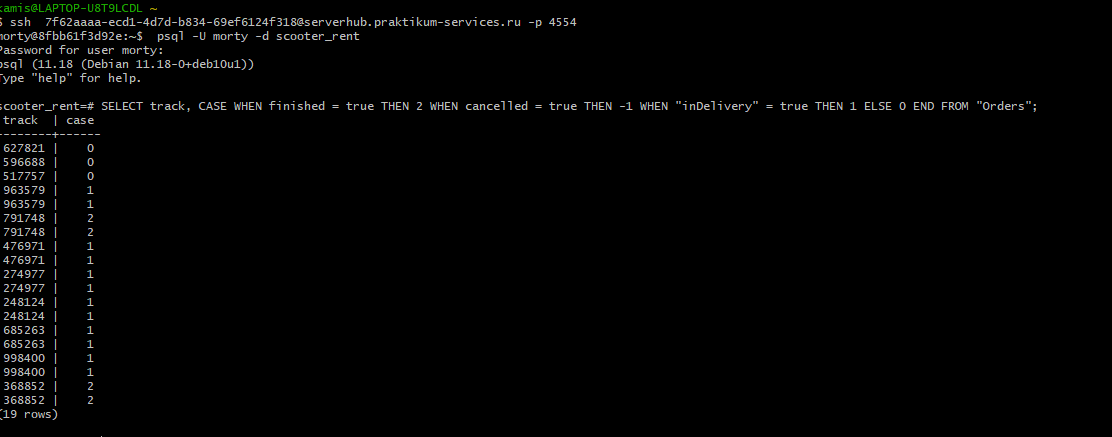 kamis@LAPTOP-U8T9LCDL ~
$ ssh  7f62aaaa-ecd1-4d7d-b834-69ef6124f318@serverhub.praktikum-services.ru -p 4554
morty@8fbb61f3d92e:~$  psql -U morty -d scooter_rent
Password for user morty:
psql (11.18 (Debian 11.18-0+deb10u1))
Type "help" for help.
scooter_rent=# SELECT track, CASE WHEN finished = true THEN 2 WHEN cancelled = true THEN -1 WHEN "inDelivery" = true THEN 1 ELSE 0 END FROM "Orders";
track  | case
--------+------
627821 |    0
596688 |    0
517757 |    0
963579 |    1
963579 |    1
791748 |    2
791748 |    2
476971 |    1
476971 |    1
274977 |    1
274977 |    1
248124 |    1
248124 |    1
685263 |    1
685263 |    1
998400 |    1
998400 |    1
368852 |    2
368852 |    2
(19 rows)